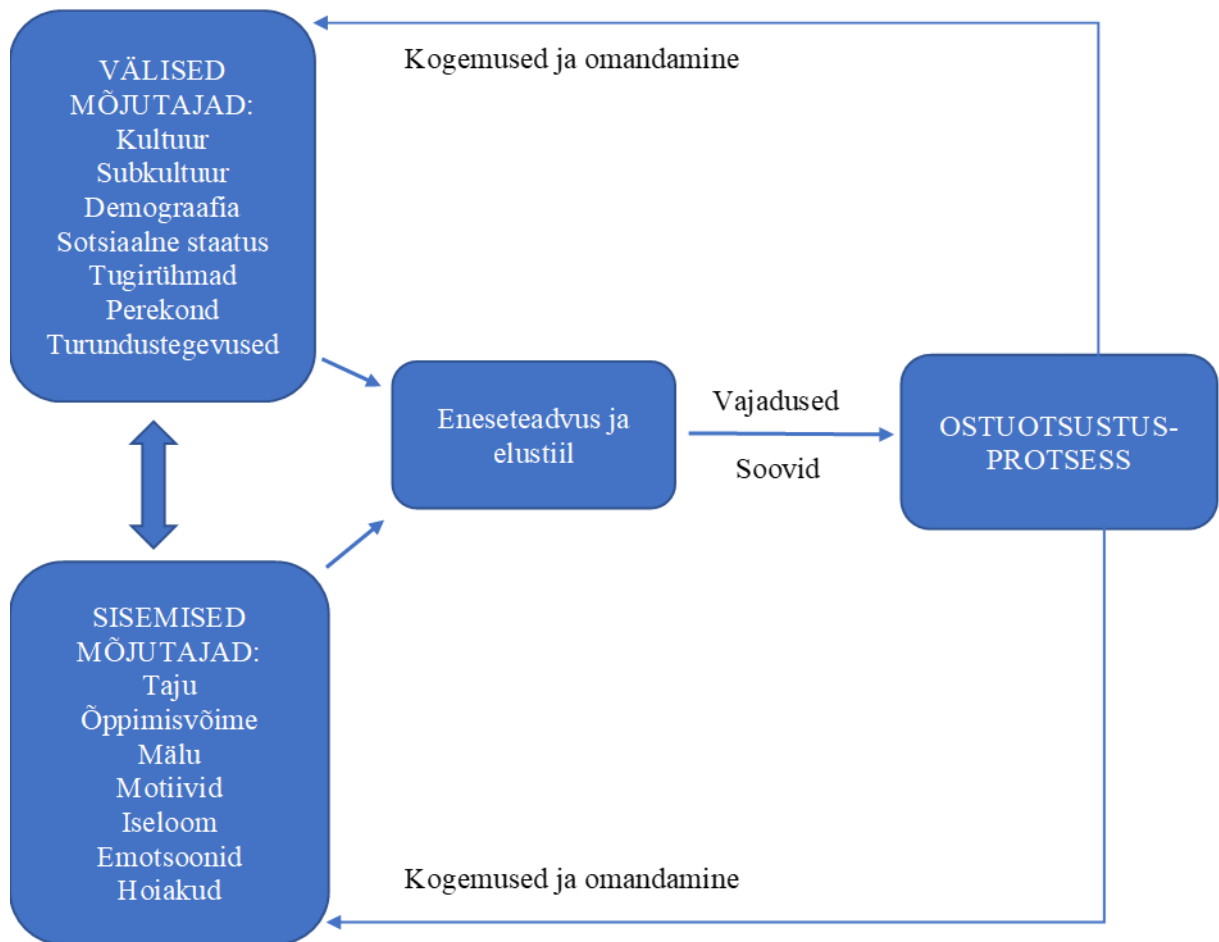 VÄLISED
MÕJUTAJAD:
Kultuur
Subkultuur
Demograafia
Sotsiaalne staatus
Tugirühmad
Perekond
Turundustegevused
Kogemused ja omandamine
Eneseteadvus ja
elustiil
Vajadused
Soovid
OSTUOTSUSTUS-
PROTSESS
SISEMISED
MÕJUTAJAD:
Taju
Õppimisvõime
Mälu
Motiivid
Iseloom
Emotsoonid
Hoiakud
Kogemused ja omandamine